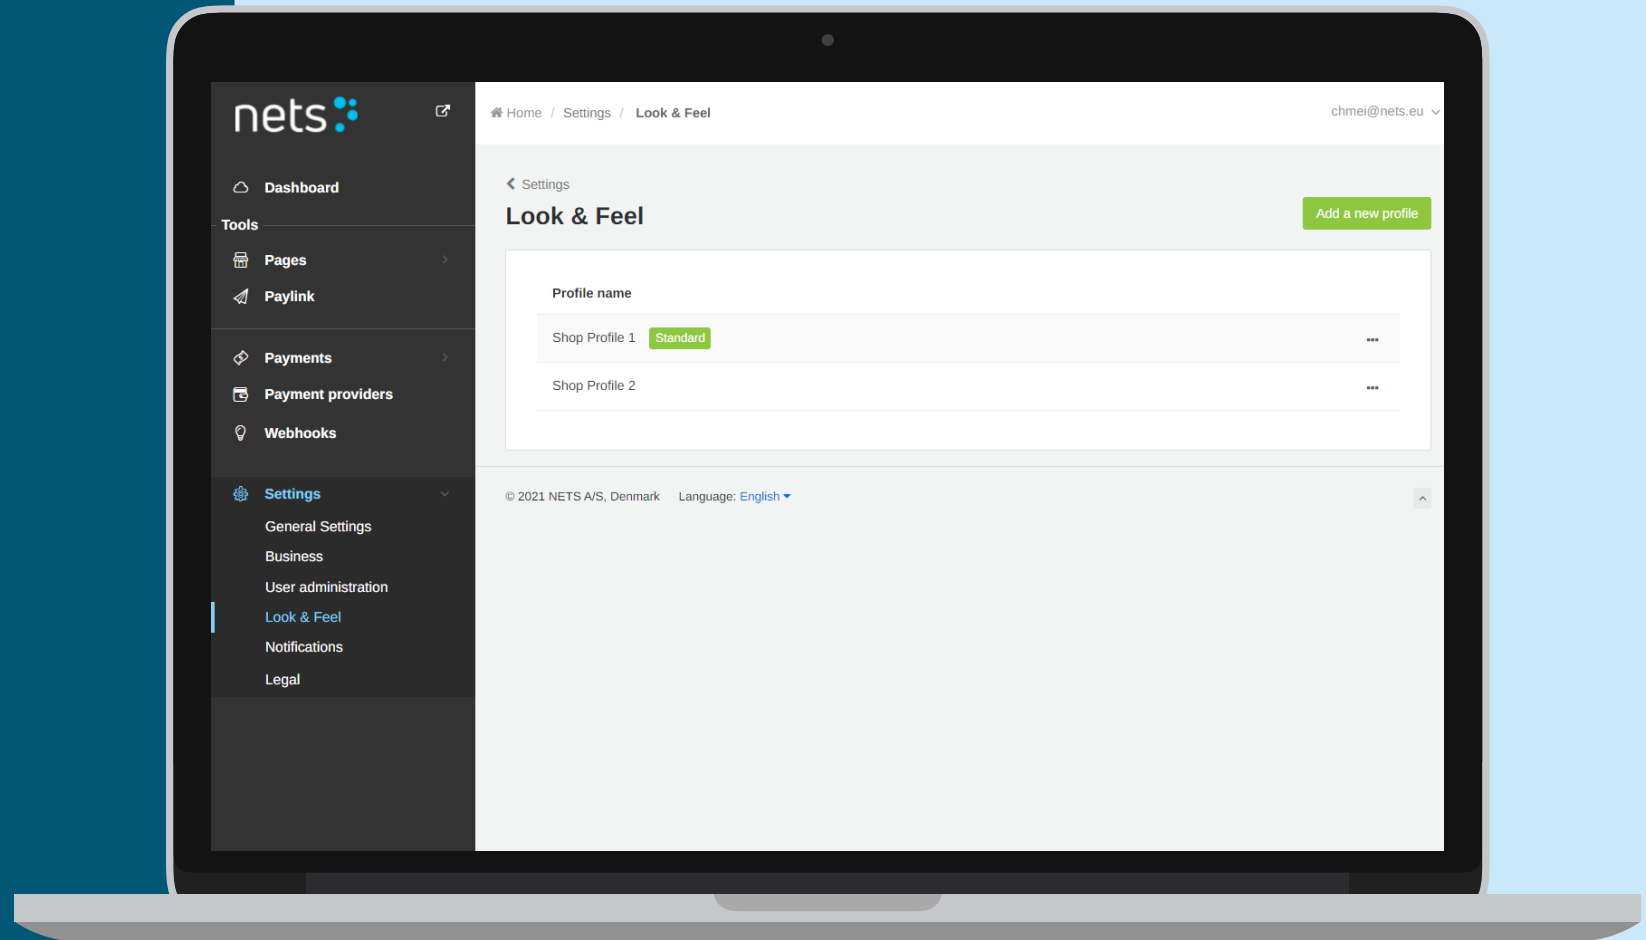 nets
Dashboard
Tools
Pages
Paylink
Payments
Payment providers
Webhooks
Settings
General Settings
Business
User administration
Look & Feel
Notifications
Legal
Home / Settings / Look & Feel
chmei@nets.eu
Settings
Look & Feel
Add a new profile
Profile name
Shop Profile 1 Standard
Shop Profile 2
© 2021 NETS A/S, Denmark Language: English